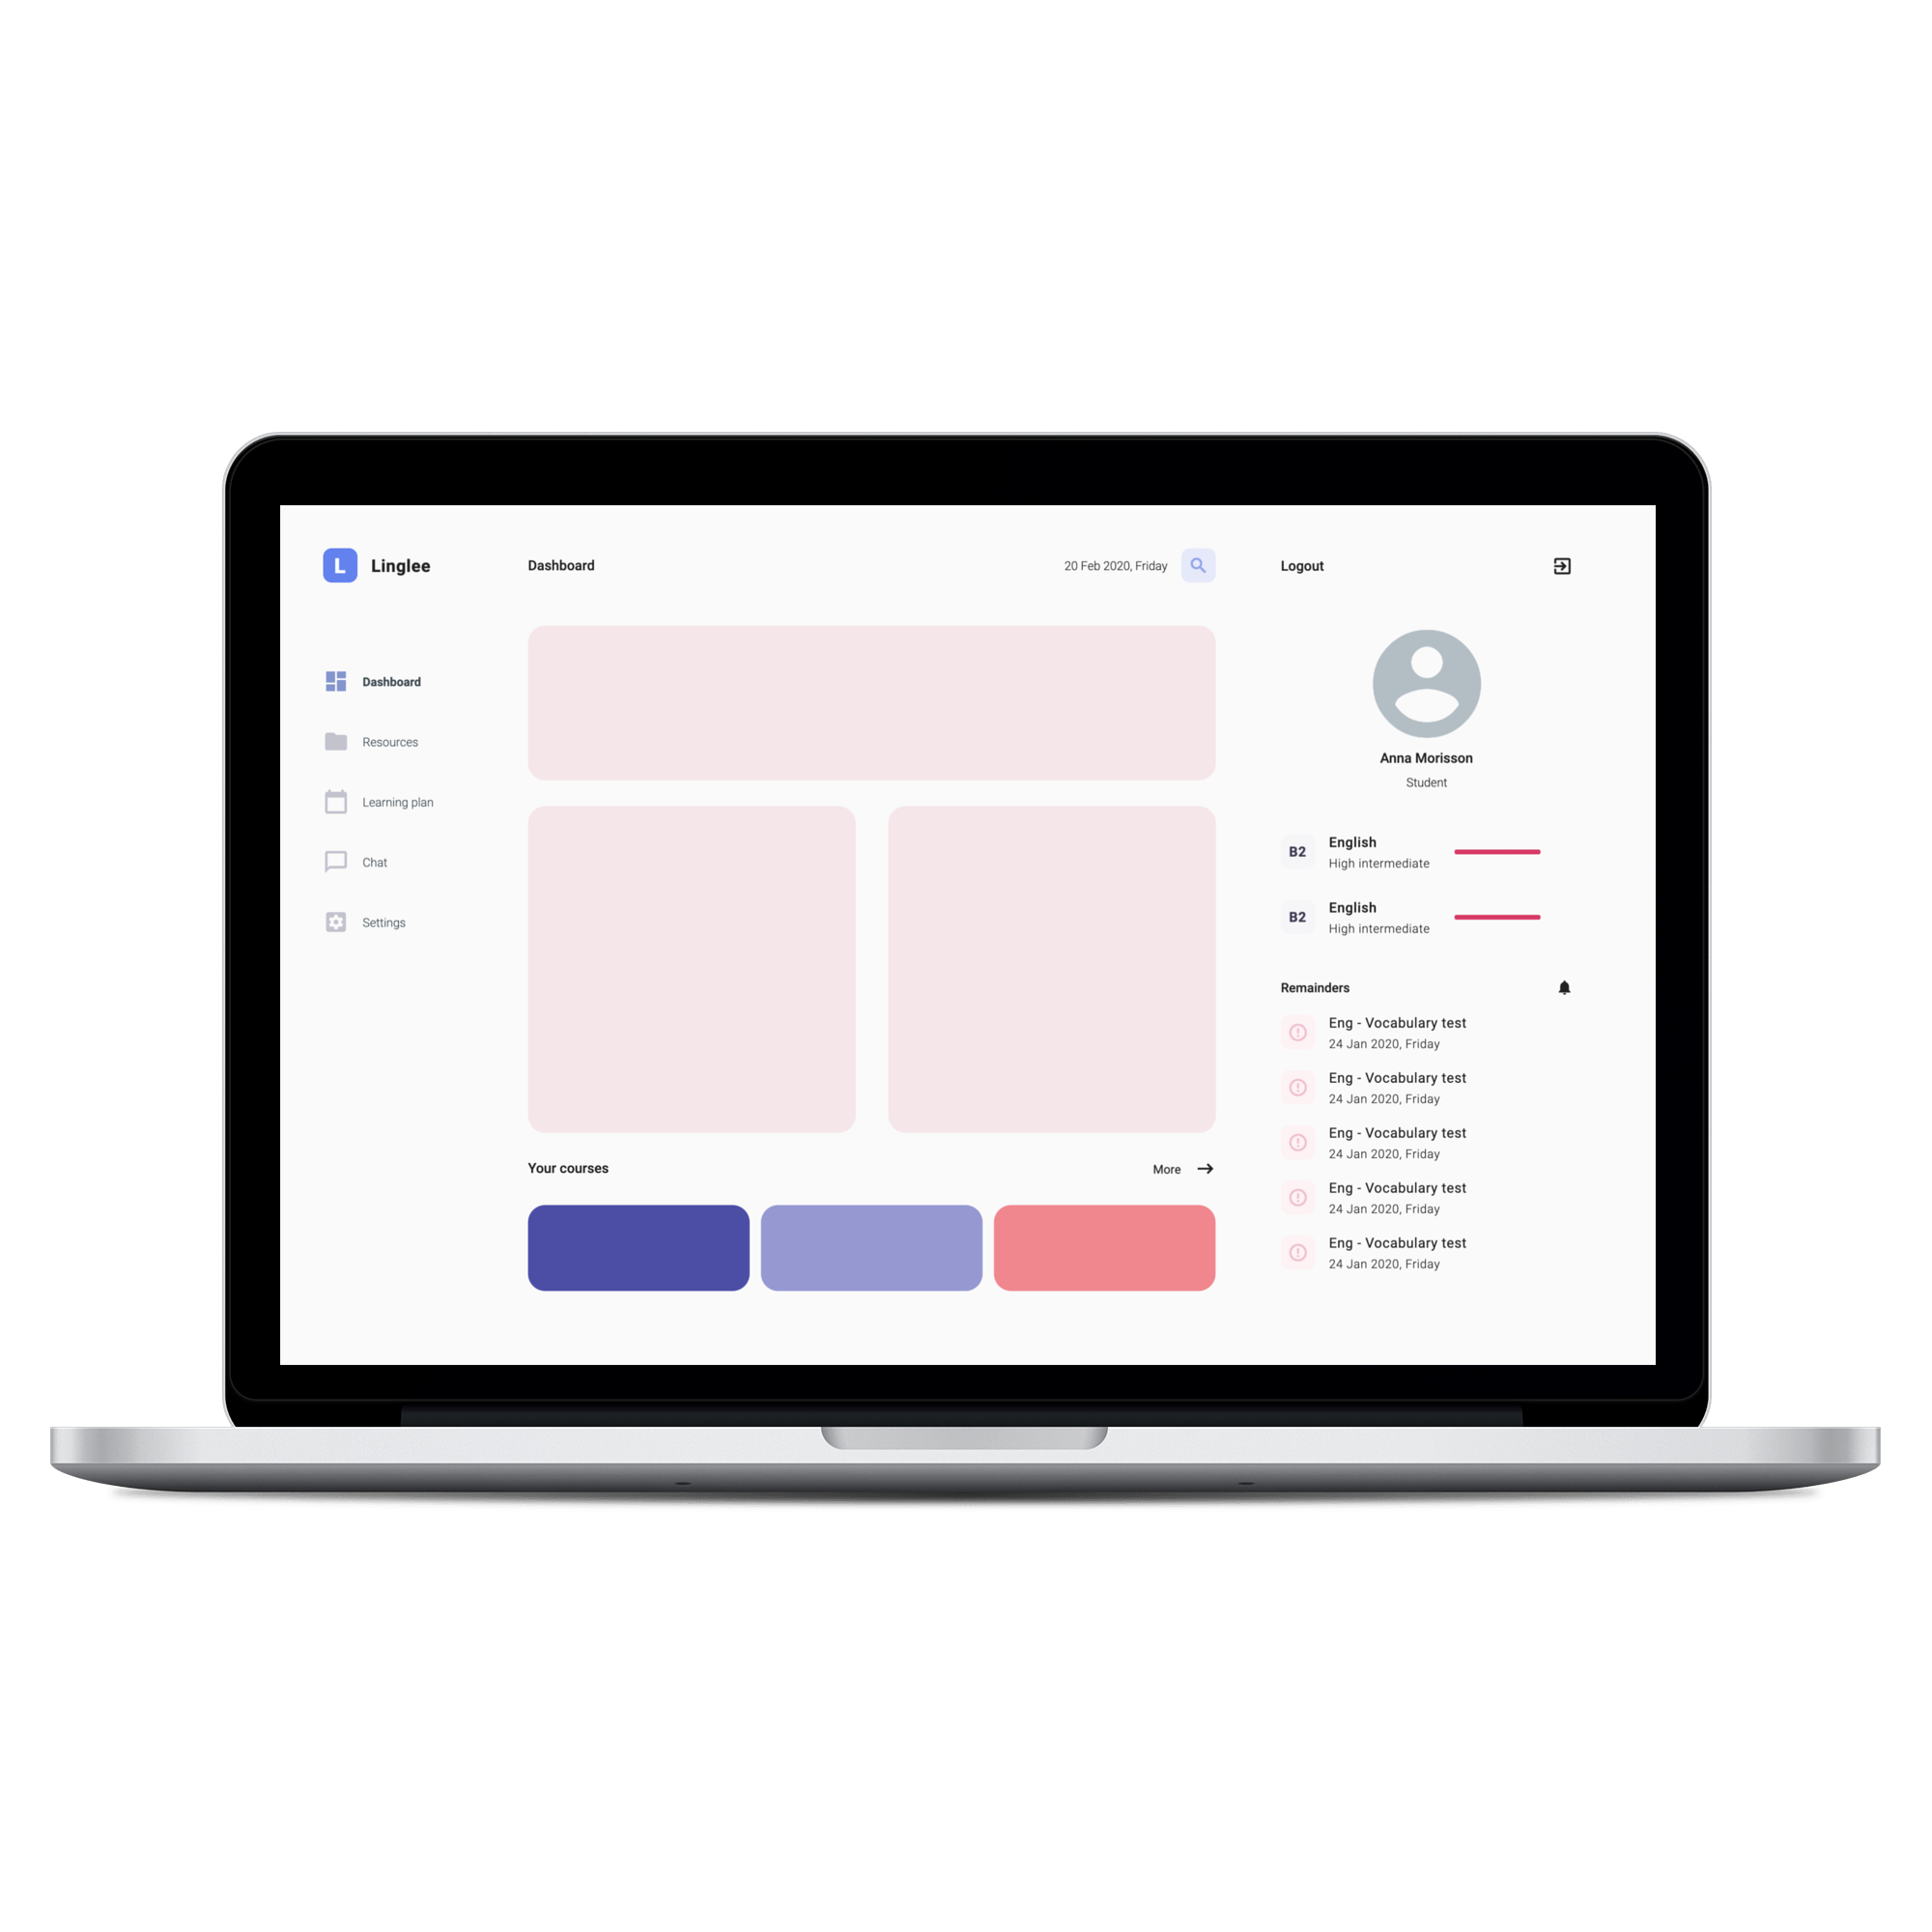 L Linglee
Dashboard
Resources
Learning plan
Chat
Settings
Dashboard
20 Feb 2020, Friday
Your courses
More
Logout
Anna Morisson
Student
B2
English
High intermediate
B2
English
High intermediate
Remainders
Eng - Vocabulary test
24 Jan 2020, Friday
Eng - Vocabulary test
24 Jan 2020, Friday
Eng - Vocabulary test
24 Jan 2020, Friday
Eng - Vocabulary test
24 Jan 2020, Friday
Eng - Vocabulary test
24 Jan 2020, Friday